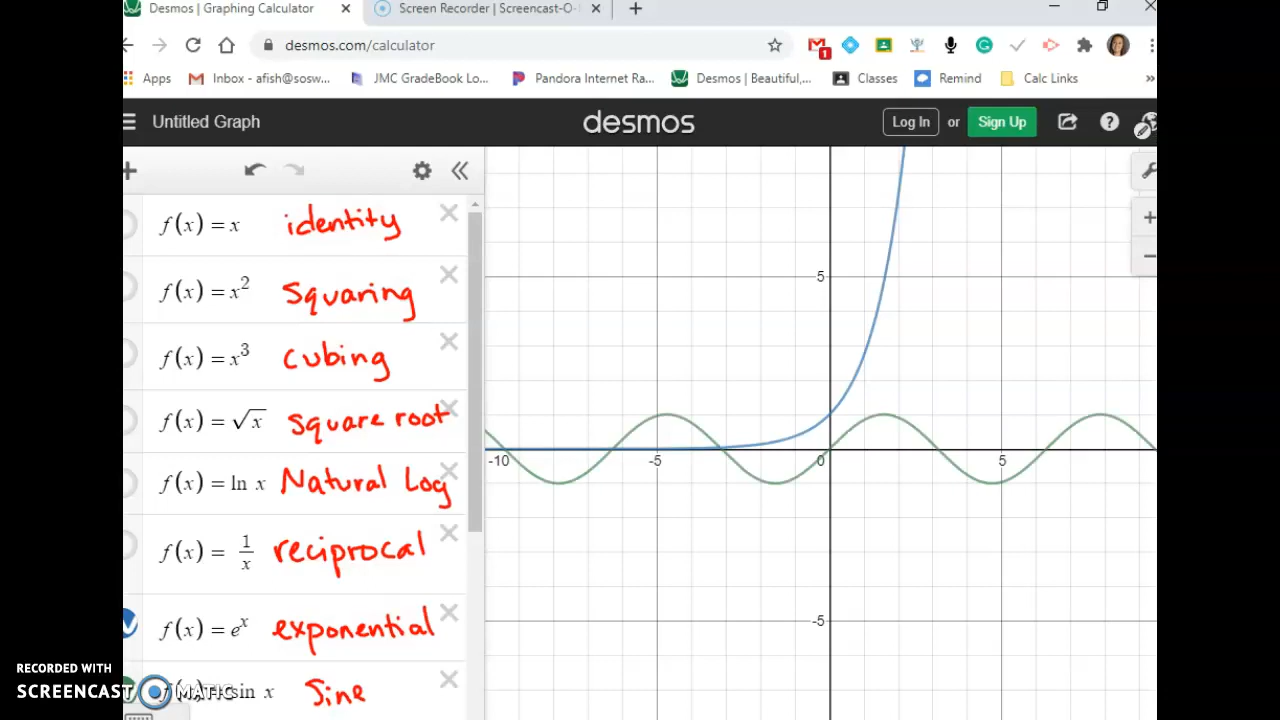 Desmos | Graphing Calculator
Screen Recorder | Screencast-O-
desmos.com/calculator
1
Apps
Inbox - afish@sosw...
JMC GradeBook Lo...
Pandora Internet Ra...
Desmos | Beautiful,...
Classes
Remind
Calc Links
Untitled Graph
desmos
Log In or Sign Up
f(x) = x identity
f(x) = x² Squaring
f(x) = x³ cubing
f(x) = √x square root
f(x) = ln x Natural Log
f(x) = 1/x reciprocal
f(x) = eˣ exponential
sin x Sine
5
-10 -5 0 5
-5
RECORDED WITH
SCREENCAST MATIC